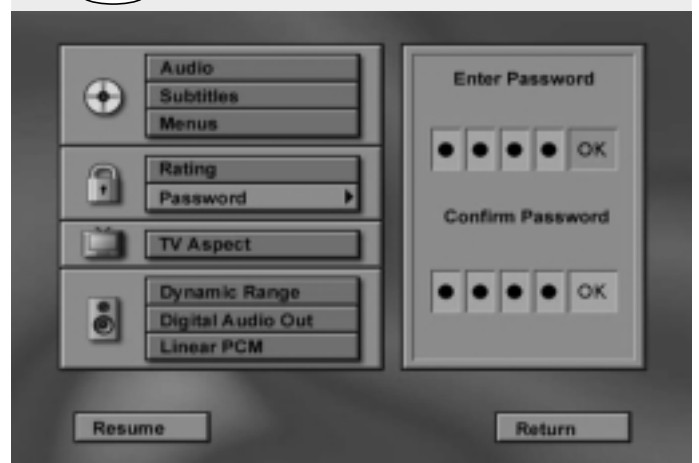 Audio
Subtitles
Menus
Rating
Password
TV Aspect
Dynamic Range
Digital Audio Out
Linear PCM
Enter Password
OK
Confirm Password
OK
Resume
Return